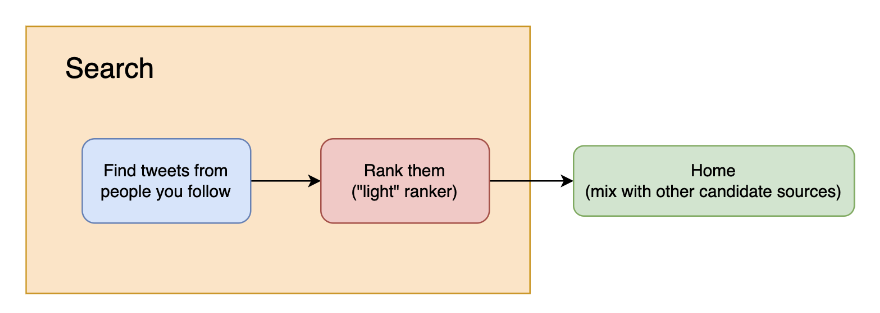 Search
Find tweets from
people you follow
Rank them
("light" ranker)
Home
(mix with other candidate sources)